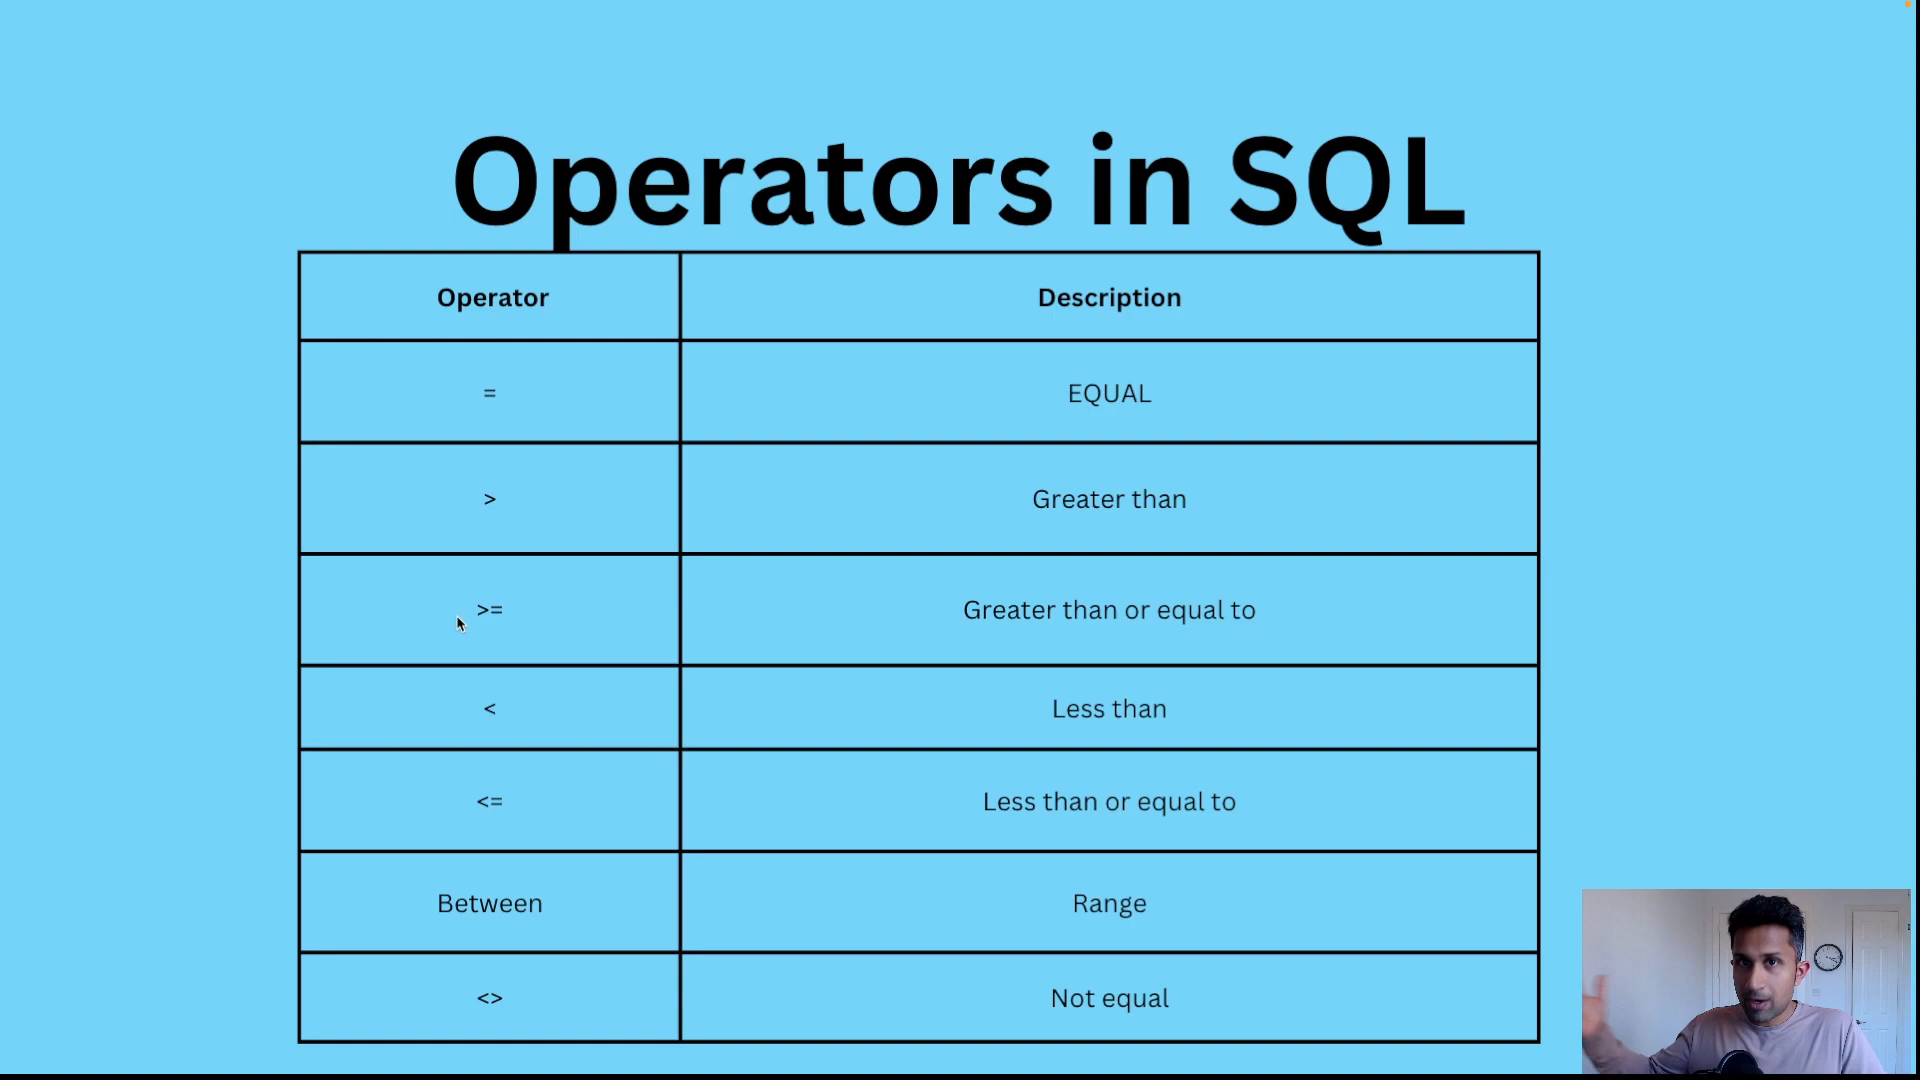 Operators in SQL
Operator Description
= EQUAL
> Greater than
>= Greater than or equal to
< Less than
<= Less than or equal to
Between Range
<> Not equal